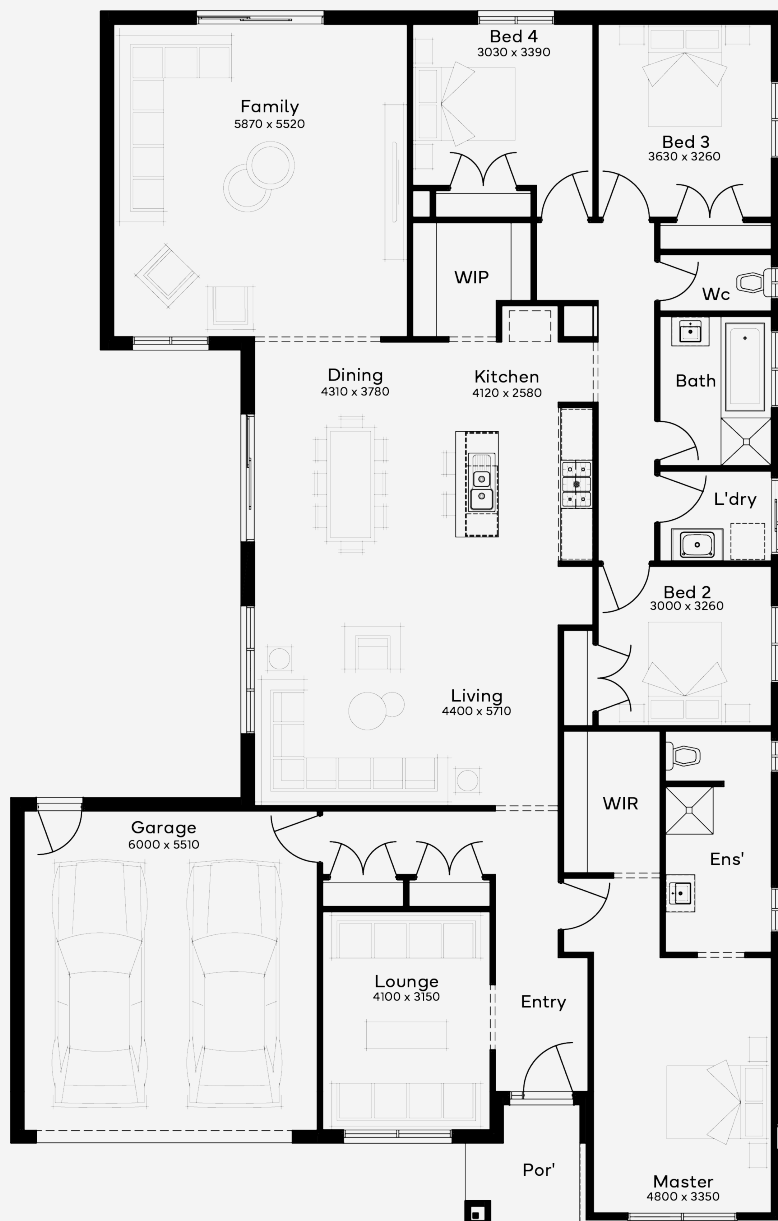 Bed 4
3030 x 3390
Family
5870 x 5520
Bed 3
3630 x 3260
WIP
Wc
Dining
4310 x 3780
Kitchen
4120 x 2580
Bath
L'dry
Bed 2
3000 x 3260
Living
4400 x 5710
WIR
Garage
6000 x 5510
Ens'
Lounge
4100 x 3150
Entry
Por'
Master
4800 x 3350